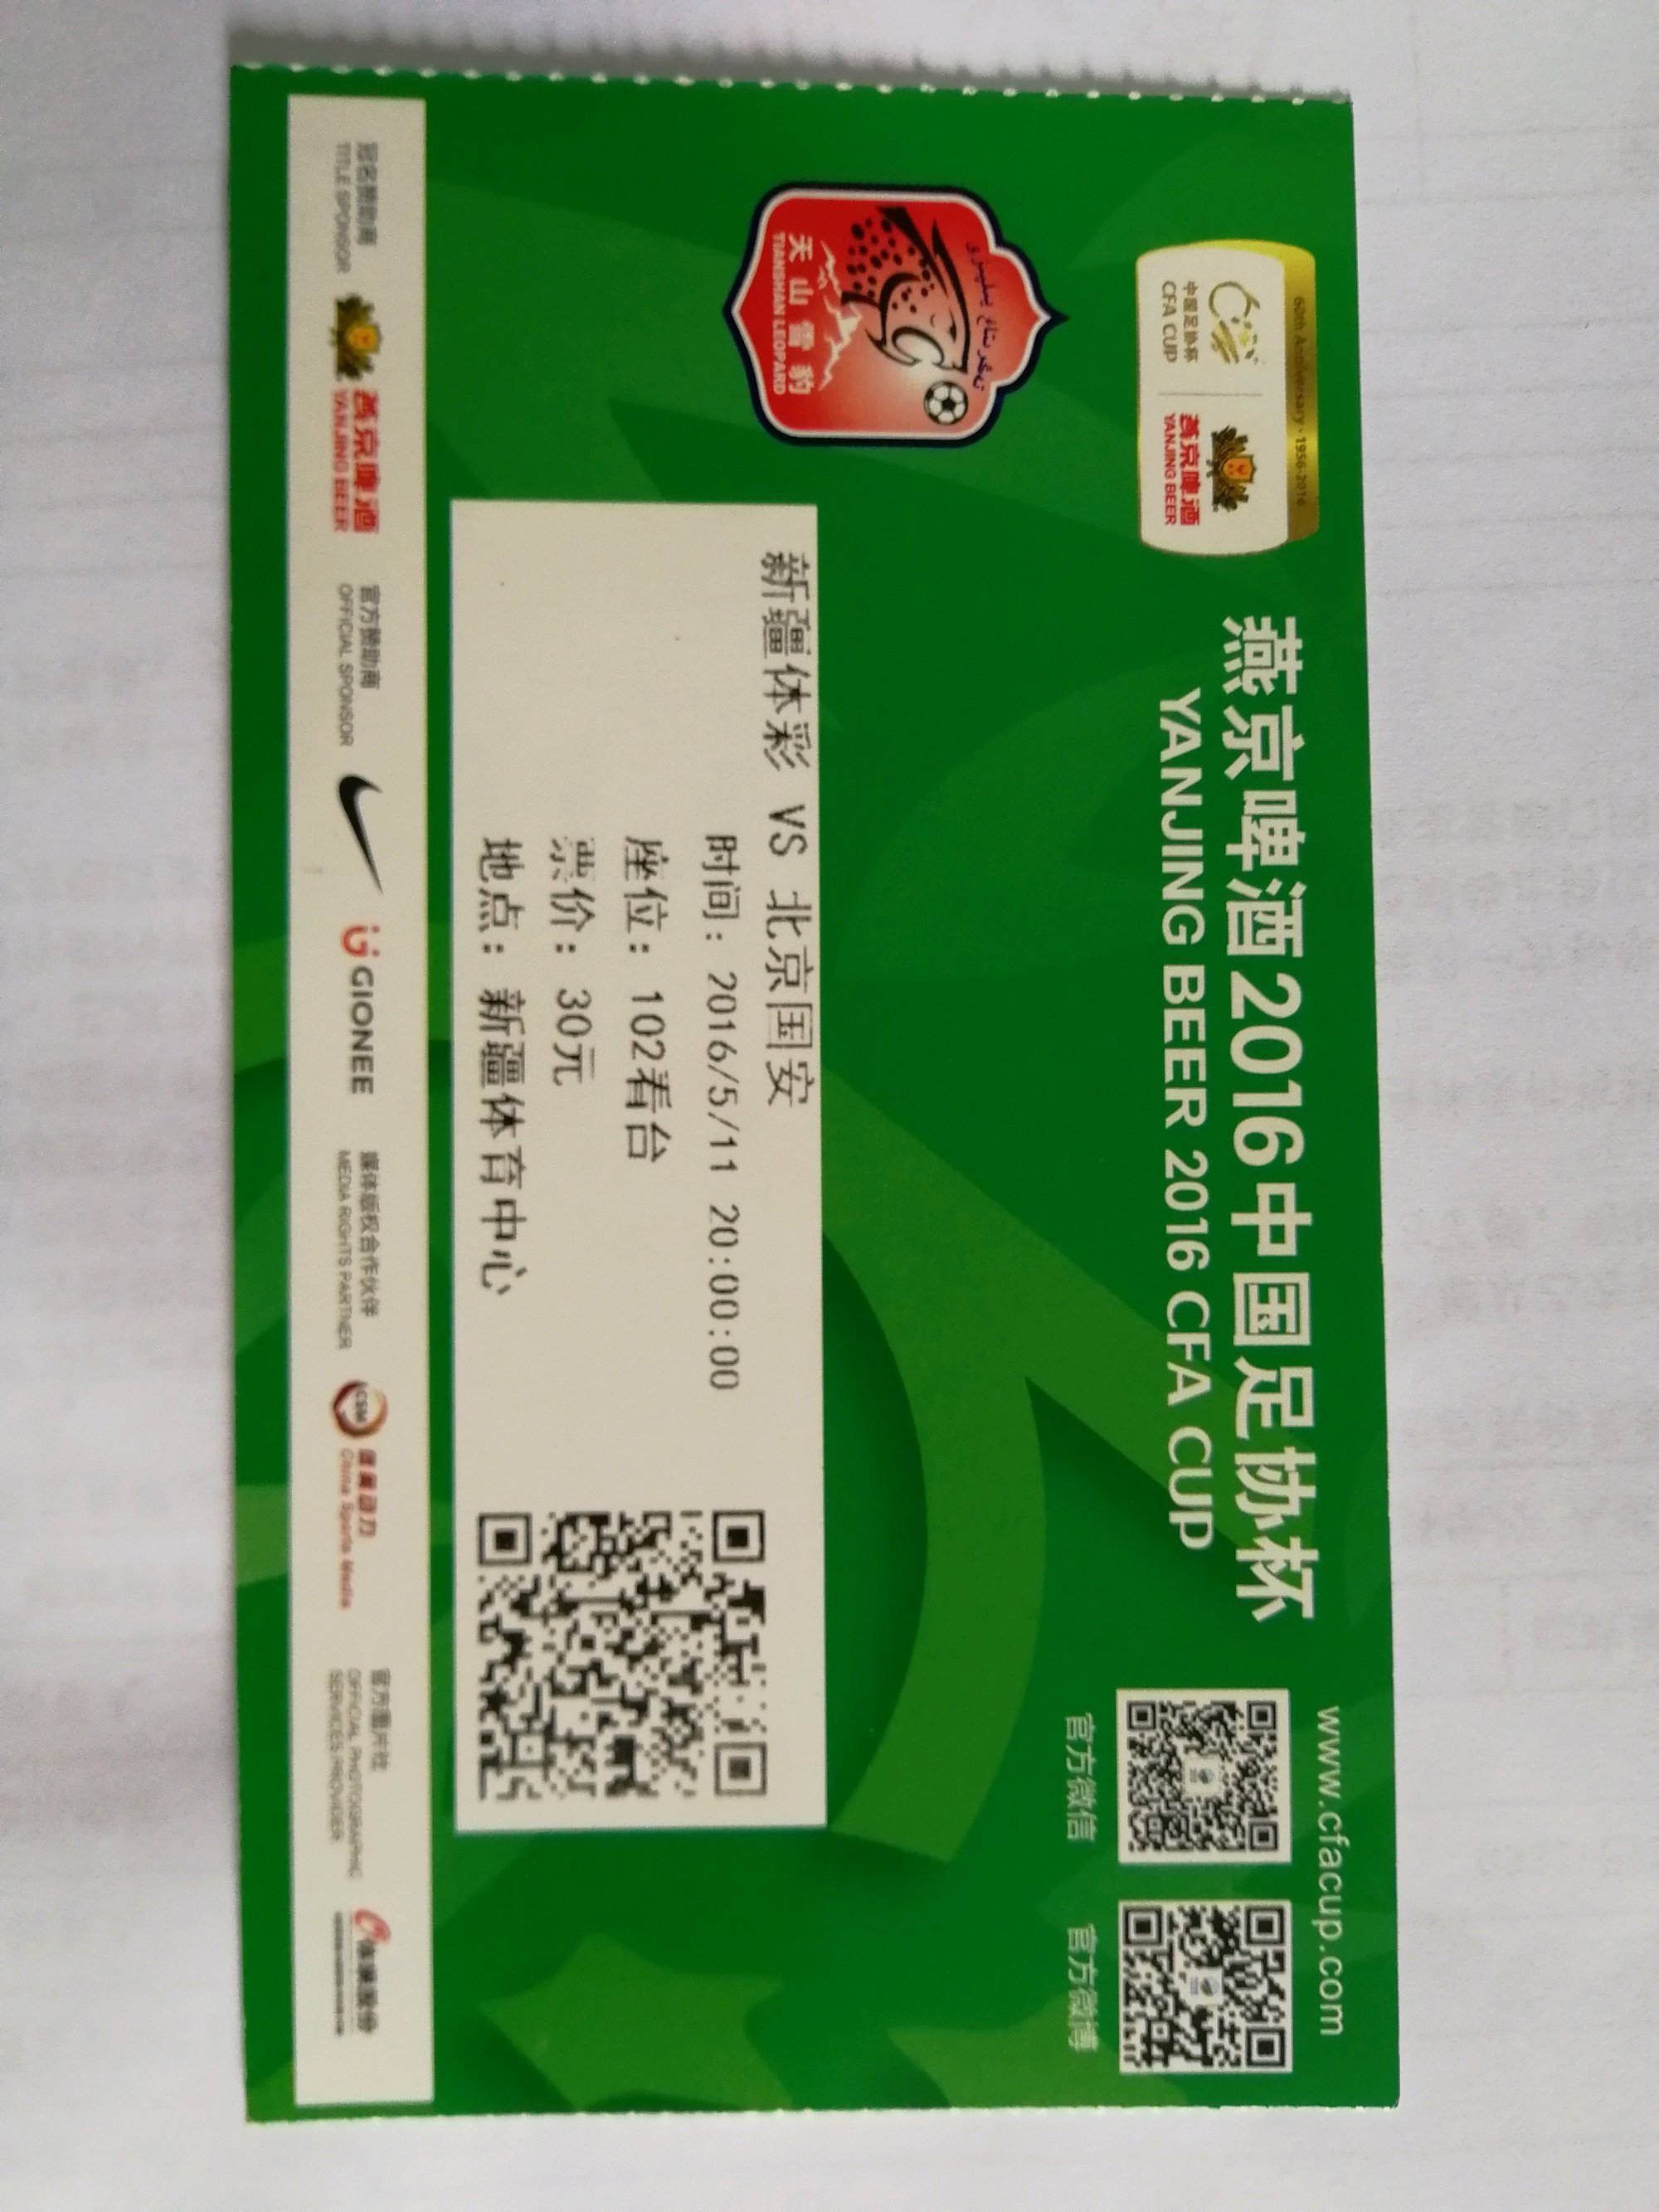 60th Anniversary · 1956-2016
中国足协杯
CFA CUP
燕京啤酒
YANJING BEER
燕京啤酒2016中国足协杯
YANJING BEER 2016 CFA CUP
www.cfacup.com
官方微信
官方微博
天山雪豹
TIANSHAN LEOPARD
新疆体彩 VS 北京国安
时间: 2016/5/11 20:00:00
座位: 102看台
票价: 30元
地点: 新疆体育中心
冠名赞助商
TITLE SPONSOR
燕京啤酒
YANJING BEER
官方赞助商
OFFICIAL SPONSOR
GIONEE
媒体版权合作伙伴
MEDIA RIGHTS PARTNER
CSM
体奥动力
China Sports Media
官方图片社
OFFICIAL PHOTOGRAPHIC
SERVICES PROVIDER